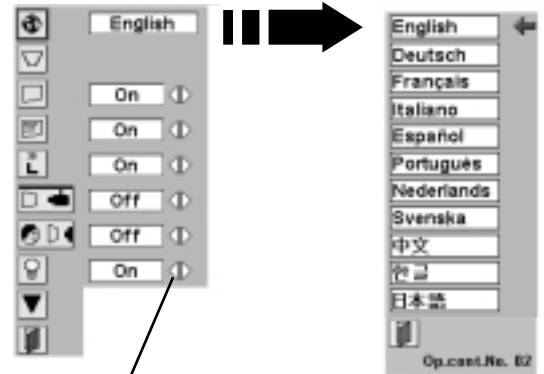 English
On
On
On
Off
Off
On
English
Deutsch
Français
Italiano
Español
Português
Nederlands
Svenska
中文
한글
日本語
Op.cont.No. 02